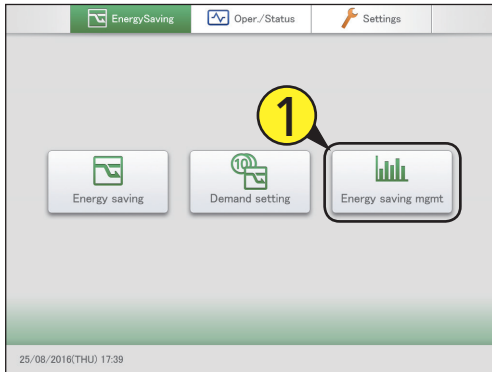 EnergySaving
Oper./Status
Settings
1
10
Energy saving
Demand setting
Energy saving mgmt
25/08/2016(THU) 17:39